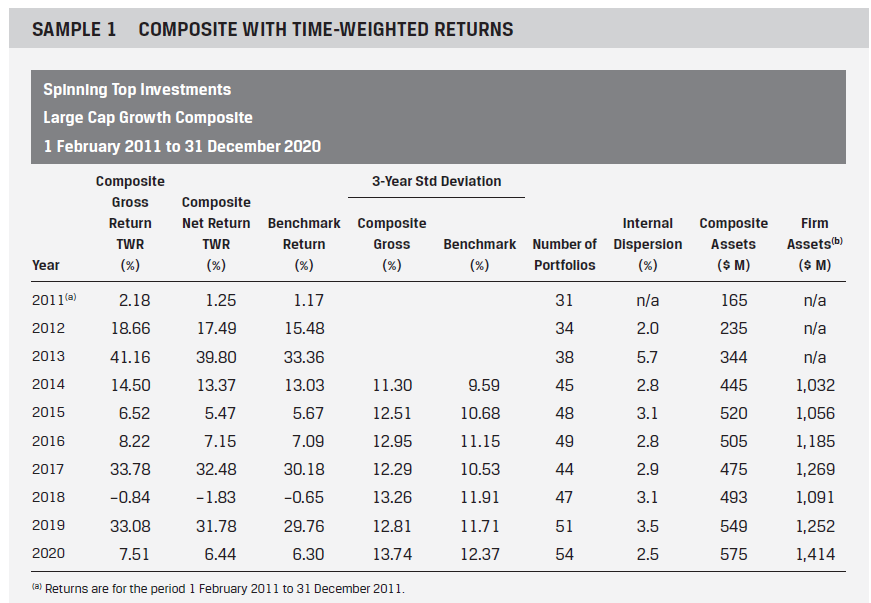 SAMPLE 1 COMPOSITE WITH TIME-WEIGHTED RETURNS
Spinning Top Investments
Large Cap Growth Composite
1 February 2011 to 31 December 2020
Composite 3-Year Std Deviation
Gross Composite
Return Net Return Benchmark Composite Internal Composite Firm
TWR TWR Return Gross Benchmark Number of Dispersion Assets Assets(b)
Year (%) (%) (%) (%) (%) Portfolios (%) ($ M) ($ M)
2011(a) 2.18 1.25 1.17 31 n/a 165 n/a
2012 18.66 17.49 15.48 34 2.0 235 n/a
2013 41.16 39.80 33.36 38 5.7 344 n/a
2014 14.50 13.37 13.03 11.30 9.59 45 2.8 445 1,032
2015 6.52 5.47 5.67 12.51 10.68 48 3.1 520 1,056
2016 8.22 7.15 7.09 12.95 11.15 49 2.8 505 1,185
2017 33.78 32.48 30.18 12.29 10.53 44 2.9 475 1,269
2018 –0.84 –1.83 –0.65 13.26 11.91 47 3.1 493 1,091
2019 33.08 31.78 29.76 12.81 11.71 51 3.5 549 1,252
2020 7.51 6.44 6.30 13.74 12.37 54 2.5 575 1,414
(a) Returns are for the period 1 February 2011 to 31 December 2011.